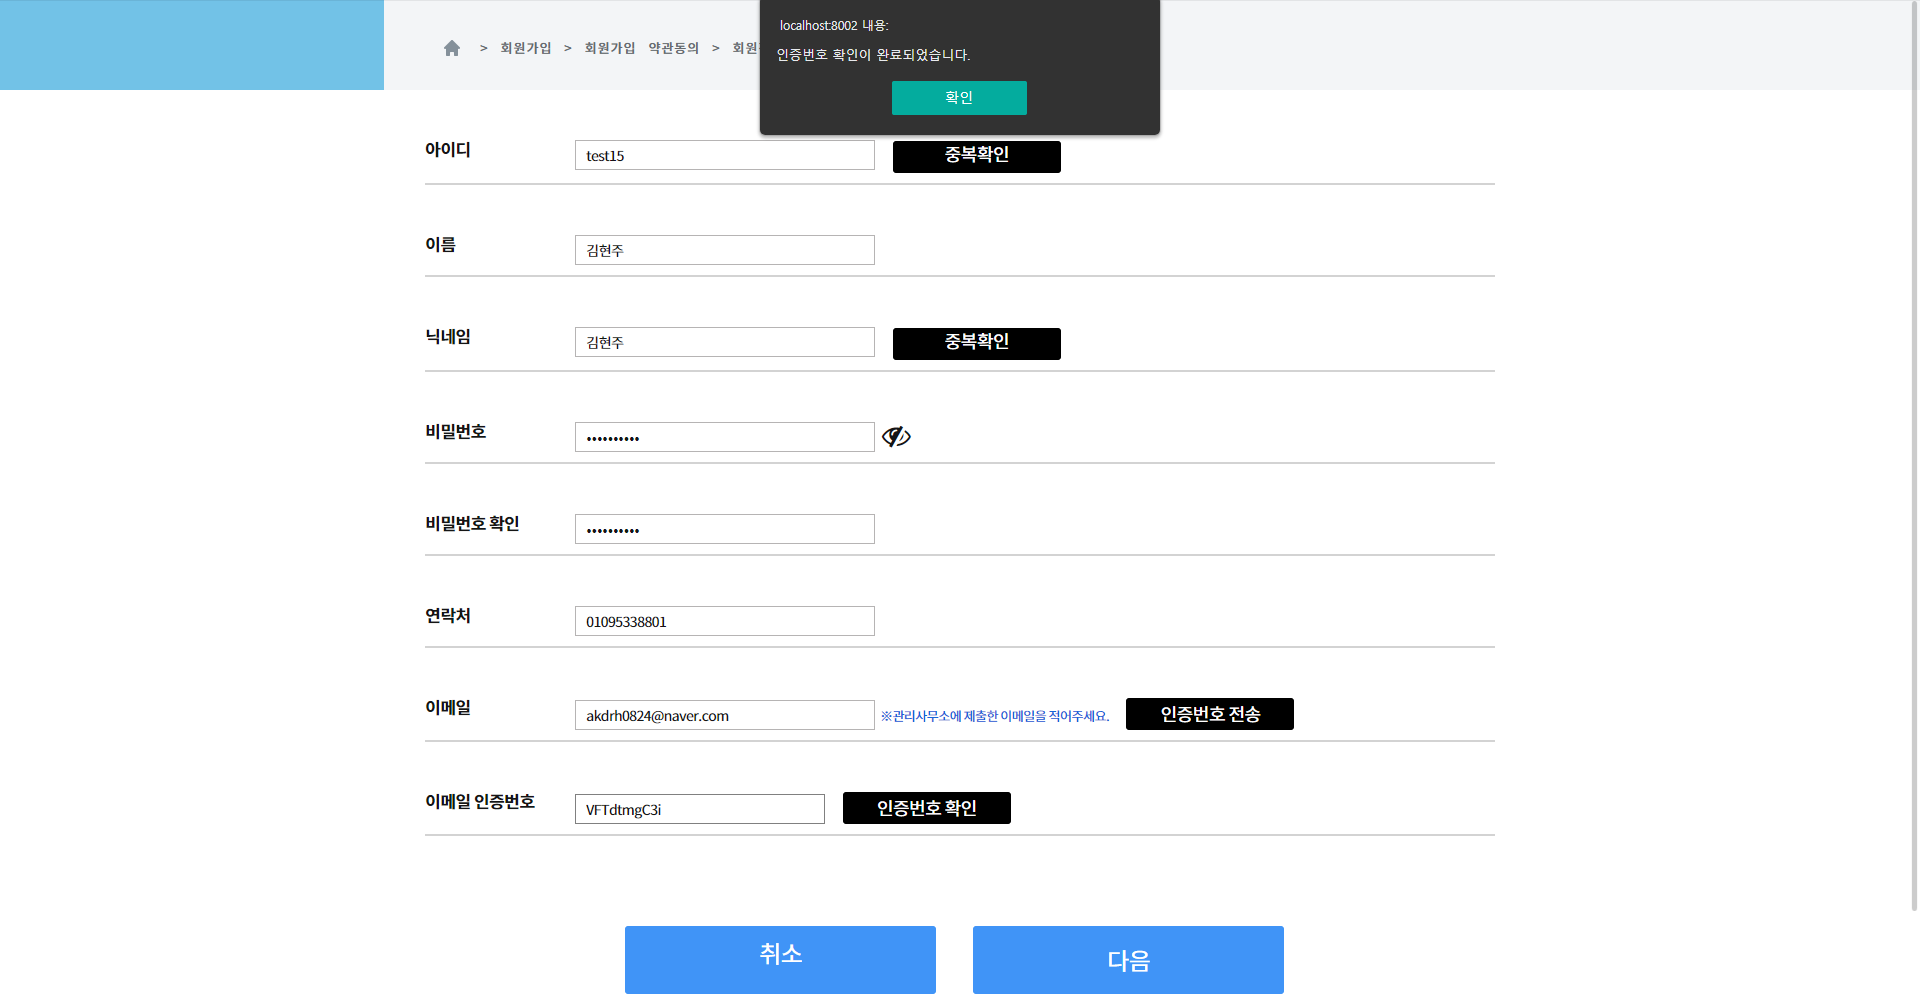 localhost:8002 내용:
인증번호 확인이 완료되었습니다.
확인
> 회원가입 > 회원가입 약관동의 > 회원
아이디 test15 중복확인
이름 김현주
닉네임 김현주 중복확인
비밀번호 ••••••••••
비밀번호 확인 ••••••••••
연락처 01095338801
이메일 akdrh0824@naver.com ※관리사무소에 제출한 이메일을 적어주세요. 인증번호 전송
이메일 인증번호 VFTdtmgC3i 인증번호 확인
취소 다음